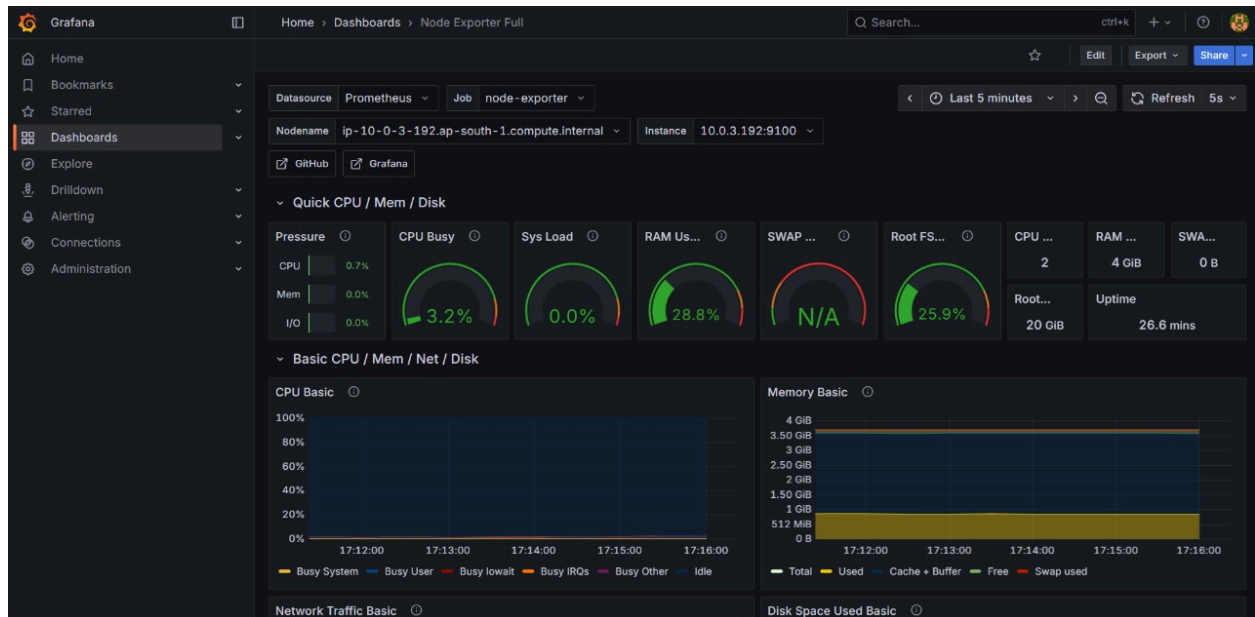 Grafana
Home › Dashboards › Node Exporter Full
Search...
ctrl+k
Home
Bookmarks
Starred
Dashboards
Explore
Drilldown
Alerting
Connections
Administration
Edit
Export
Share
Datasource Prometheus
Job node-exporter
Last 5 minutes
Refresh 5s
Nodename ip-10-0-3-192.ap-south-1.compute.internal
Instance 10.0.3.192:9100
GitHub
Grafana
Quick CPU / Mem / Disk
Pressure
CPU 0.7%
Mem 0.0%
I/O 0.0%
CPU Busy
3.2%
Sys Load
0.0%
RAM Us...
28.8%
SWAP ...
N/A
Root FS...
25.9%
CPU ...
2
RAM ...
4 GiB
SWA...
0 B
Root...
20 GiB
Uptime
26.6 mins
Basic CPU / Mem / Net / Disk
CPU Basic
100%
80%
60%
40%
20%
0%
17:12:00 17:13:00 17:14:00 17:15:00 17:16:00
Busy System Busy User Busy Iowait Busy IRQs Busy Other Idle
Memory Basic
4 GiB
3.50 GiB
3 GiB
2.50 GiB
2 GiB
1.50 GiB
1 GiB
512 MiB
0 B
17:12:00 17:13:00 17:14:00 17:15:00 17:16:00
Total Used Cache + Buffer Free Swap used
Network Traffic Basic
Disk Space Used Basic